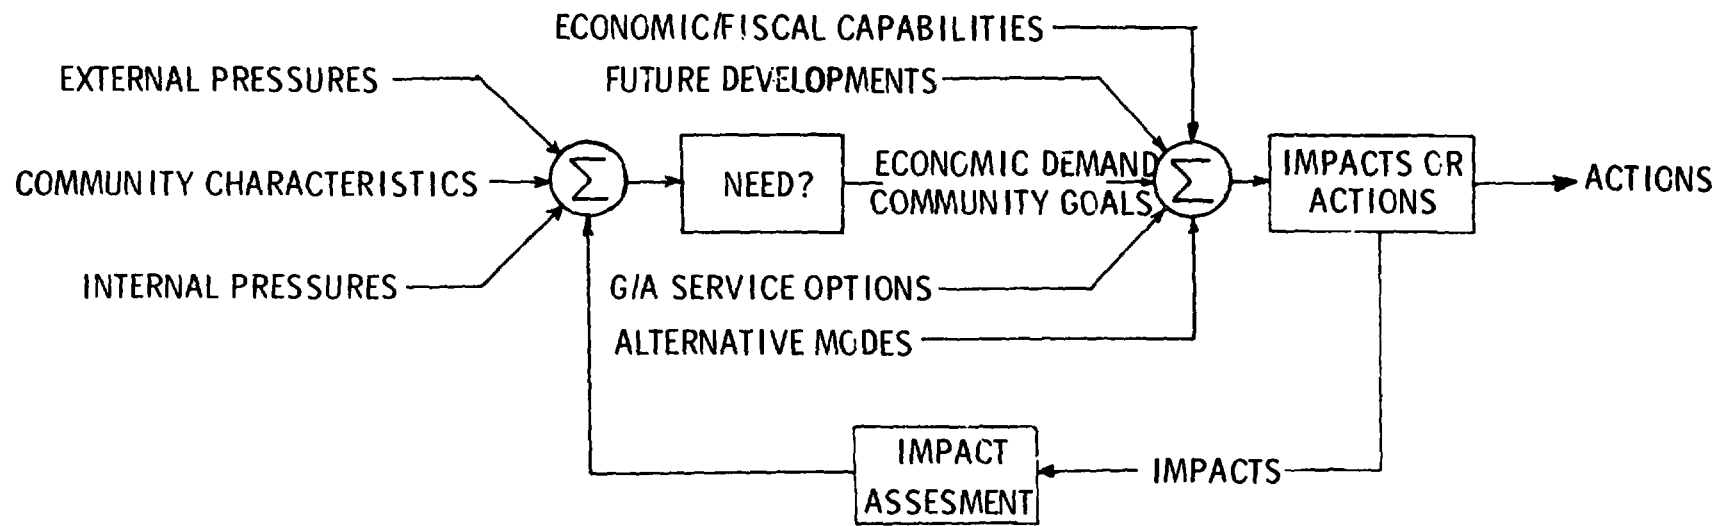 ECONOMIC/FISCAL CAPABILITIES
EXTERNAL PRESSURES
FUTURE DEVELOPMENTS
COMMUNITY CHARACTERISTICS
Σ
NEED?
ECONOMIC DEMAND
COMMUNITY GOALS
Σ
IMPACTS OR
ACTIONS
ACTIONS
INTERNAL PRESSURES
G/A SERVICE OPTIONS
ALTERNATIVE MODES
IMPACT
ASSESMENT
IMPACTS